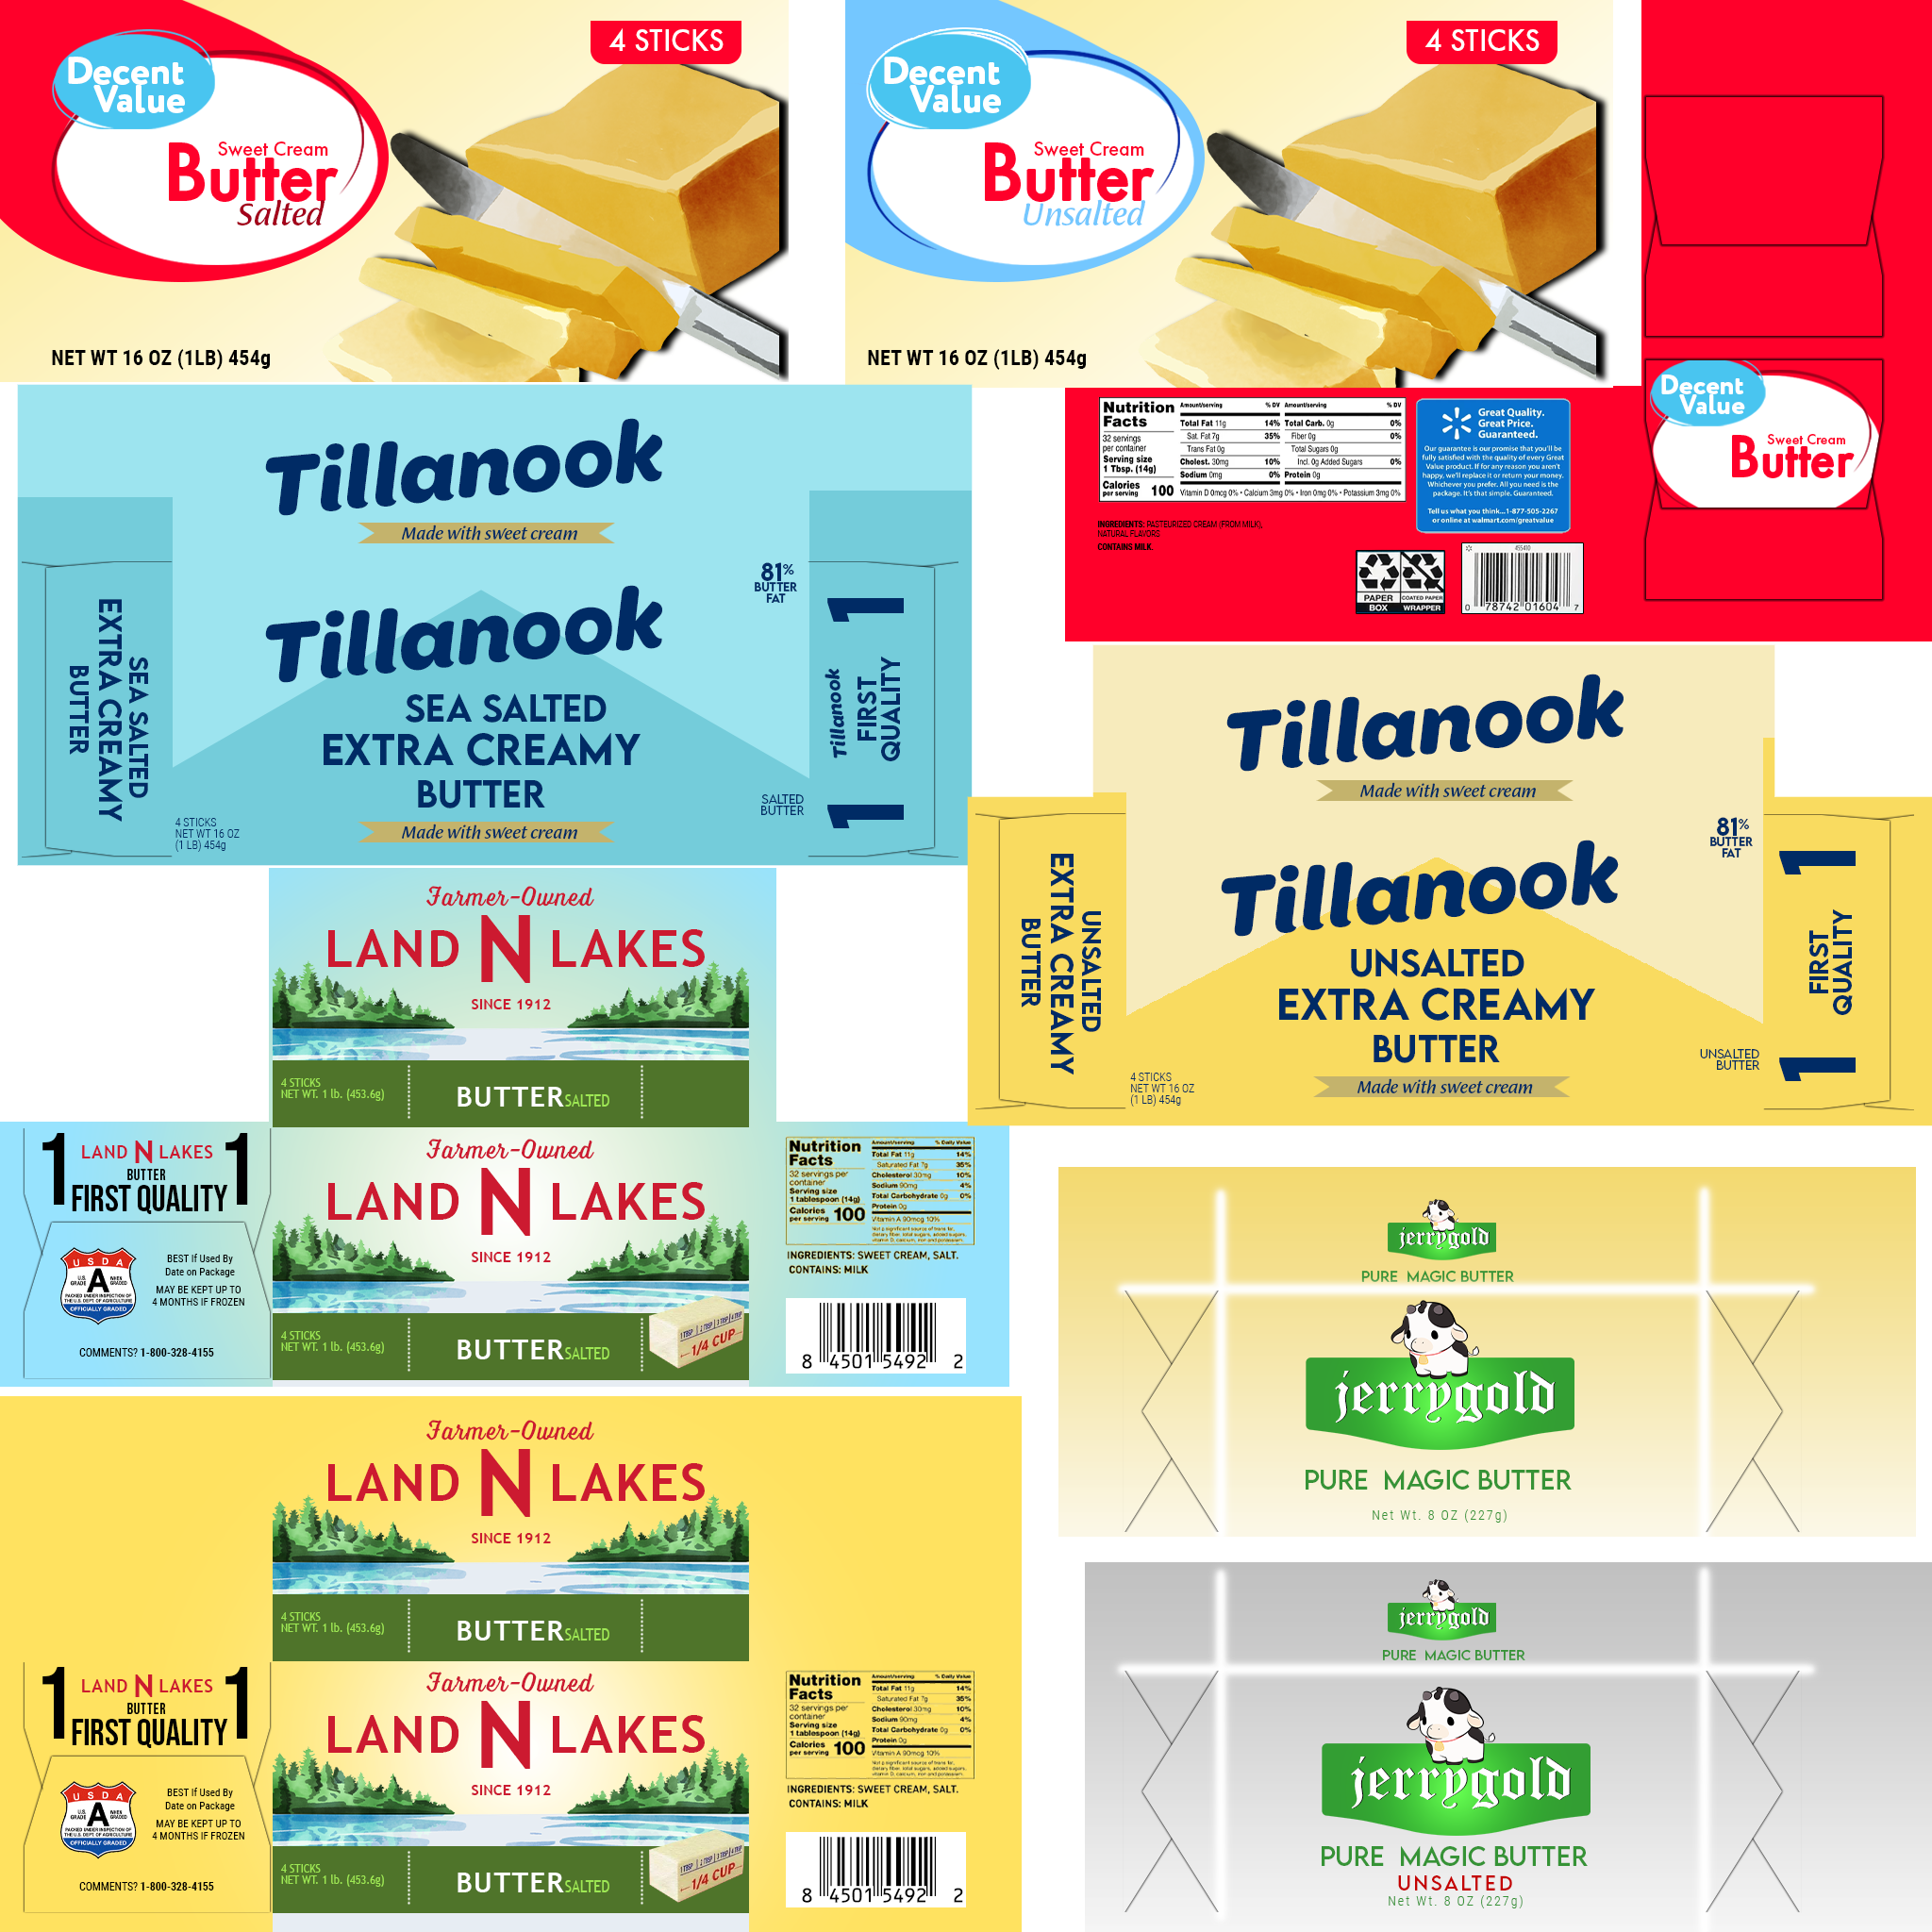 4 STICKS
Decent
Value
Sweet Cream
Butter
Salted
NET WT 16 OZ (1LB) 454g
4 STICKS
Decent
Value
Sweet Cream
Butter
Unsalted
NET WT 16 OZ (1LB) 454g
Decent
Value
Sweet Cream
Butter
Nutrition
Facts
32 servings
per container
Serving size
1 Tbsp. (14g)
Calories
per serving 100
Amount/serving % DV Amount/serving % DV
Total Fat 11g 14% Total Carb. 0g 0%
Sat. Fat 7g 35% Fiber 0g 0%
Trans Fat 0g Total Sugars 0g
Cholest. 30mg 10% Incl. 0g Added Sugars 0%
Sodium 0mg 0% Protein 0g
Vitamin D 0mcg 0% • Calcium 3mg 0% • Iron 0mg 0% • Potassium 3mg 0%
Great Quality.
Great Price.
Guaranteed.
Our guarantee is our promise that you'll be
fully satisfied with the quality of every Great
Value product. If for any reason you aren't
happy, we'll replace it or return your money.
Whichever you prefer. All you need is the
package. It's that simple. Guaranteed.
Tell us what you think...1-877-505-2267
or online at walmart.com/greatvalue
INGREDIENTS: PASTEURIZED CREAM (FROM MILK),
NATURAL FLAVORS
CONTAINS MILK.
PAPER COATED PAPER
BOX WRAPPER
0 78742 01604 7
Tillanook
Made with sweet cream
Tillanook
SEA SALTED
EXTRA CREAMY
BUTTER
Made with sweet cream
81%
BUTTER
FAT
SALTED
BUTTER
4 STICKS
NET WT 16 OZ
(1 LB) 454g
SEA SALTED
EXTRA CREAMY
BUTTER
1 1
Tillanook
FIRST
QUALITY
Tillanook
Made with sweet cream
Tillanook
UNSALTED
EXTRA CREAMY
BUTTER
Made with sweet cream
81%
BUTTER
FAT
UNSALTED
BUTTER
4 STICKS
NET WT 16 OZ
(1 LB) 454g
UNSALTED
EXTRA CREAMY
BUTTER
1 1
FIRST
QUALITY
Farmer-Owned
LAND N LAKES
SINCE 1912
4 STICKS
NET WT. 1 lb. (453.6g)
BUTTER SALTED
1 LAND N LAKES 1
BUTTER
FIRST QUALITY
USDA
U.S. GRADE A WHEN GRADED
PACKED UNDER INSPECTION OF
THE U.S. DEPT. OF AGRICULTURE
OFFICIALLY GRADED
BEST If Used By
Date on Package
MAY BE KEPT UP TO
4 MONTHS IF FROZEN
COMMENTS? 1-800-328-4155
Farmer-Owned
LAND N LAKES
SINCE 1912
4 STICKS
NET WT. 1 lb. (453.6g)
BUTTER SALTED
1/4 CUP
Nutrition
Facts
32 servings per
container
Serving size
1 tablespoon (14g)
Calories
per serving 100
Amount/serving % Daily Value
Total Fat 11g 14%
Saturated Fat 7g 35%
Cholesterol 30mg 10%
Sodium 90mg 4%
Total Carbohydrate 0g 0%
Protein 0g
Vitamin A 90mcg 10%
INGREDIENTS: SWEET CREAM, SALT.
CONTAINS: MILK
8 4501 5492 2
Farmer-Owned
LAND N LAKES
SINCE 1912
4 STICKS
NET WT. 1 lb. (453.6g)
BUTTER SALTED
1 LAND N LAKES 1
BUTTER
FIRST QUALITY
USDA
U.S. GRADE A WHEN GRADED
PACKED UNDER INSPECTION OF
THE U.S. DEPT. OF AGRICULTURE
OFFICIALLY GRADED
BEST If Used By
Date on Package
MAY BE KEPT UP TO
4 MONTHS IF FROZEN
COMMENTS? 1-800-328-4155
Farmer-Owned
LAND N LAKES
SINCE 1912
4 STICKS
NET WT. 1 lb. (453.6g)
BUTTER SALTED
1/4 CUP
Nutrition
Facts
32 servings per
container
Serving size
1 tablespoon (14g)
Calories
per serving 100
Amount/serving % Daily Value
Total Fat 11g 14%
Saturated Fat 7g 35%
Cholesterol 30mg 10%
Sodium 90mg 4%
Total Carbohydrate 0g 0%
Protein 0g
Vitamin A 90mcg 10%
INGREDIENTS: SWEET CREAM, SALT.
CONTAINS: MILK
8 4501 5492 2
jerrygold
PURE MAGIC BUTTER
jerrygold
PURE MAGIC BUTTER
Net Wt. 8 OZ (227g)
jerrygold
PURE MAGIC BUTTER
jerrygold
PURE MAGIC BUTTER
UNSALTED
Net Wt. 8 OZ (227g)